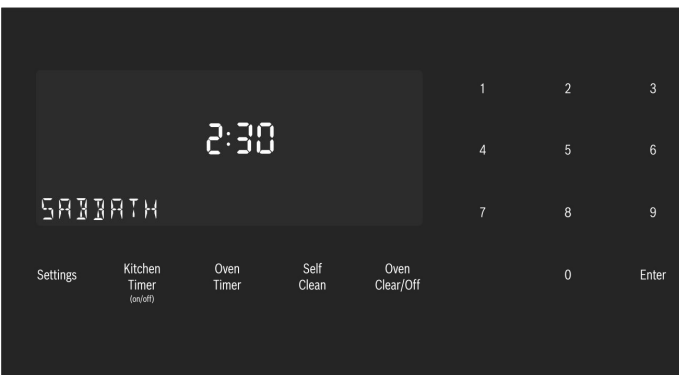 1 2 3
2:30
4 5 6
SABBATH
7 8 9
Settings
Kitchen
Timer
(on/off)
Oven
Timer
Self
Clean
Oven
Clear/Off
0 Enter